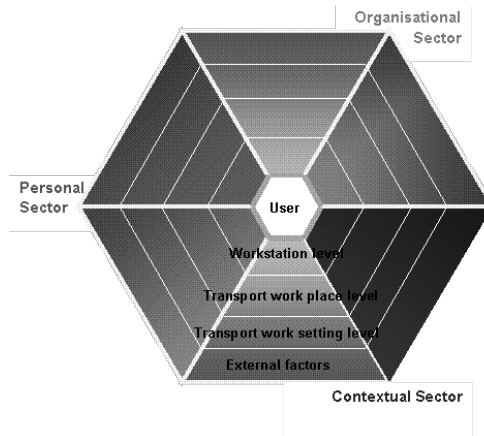 Organisational
Sector
Personal
Sector
User
Workstation level
Transport work place level
Transport work setting level
External factors
Contextual Sector